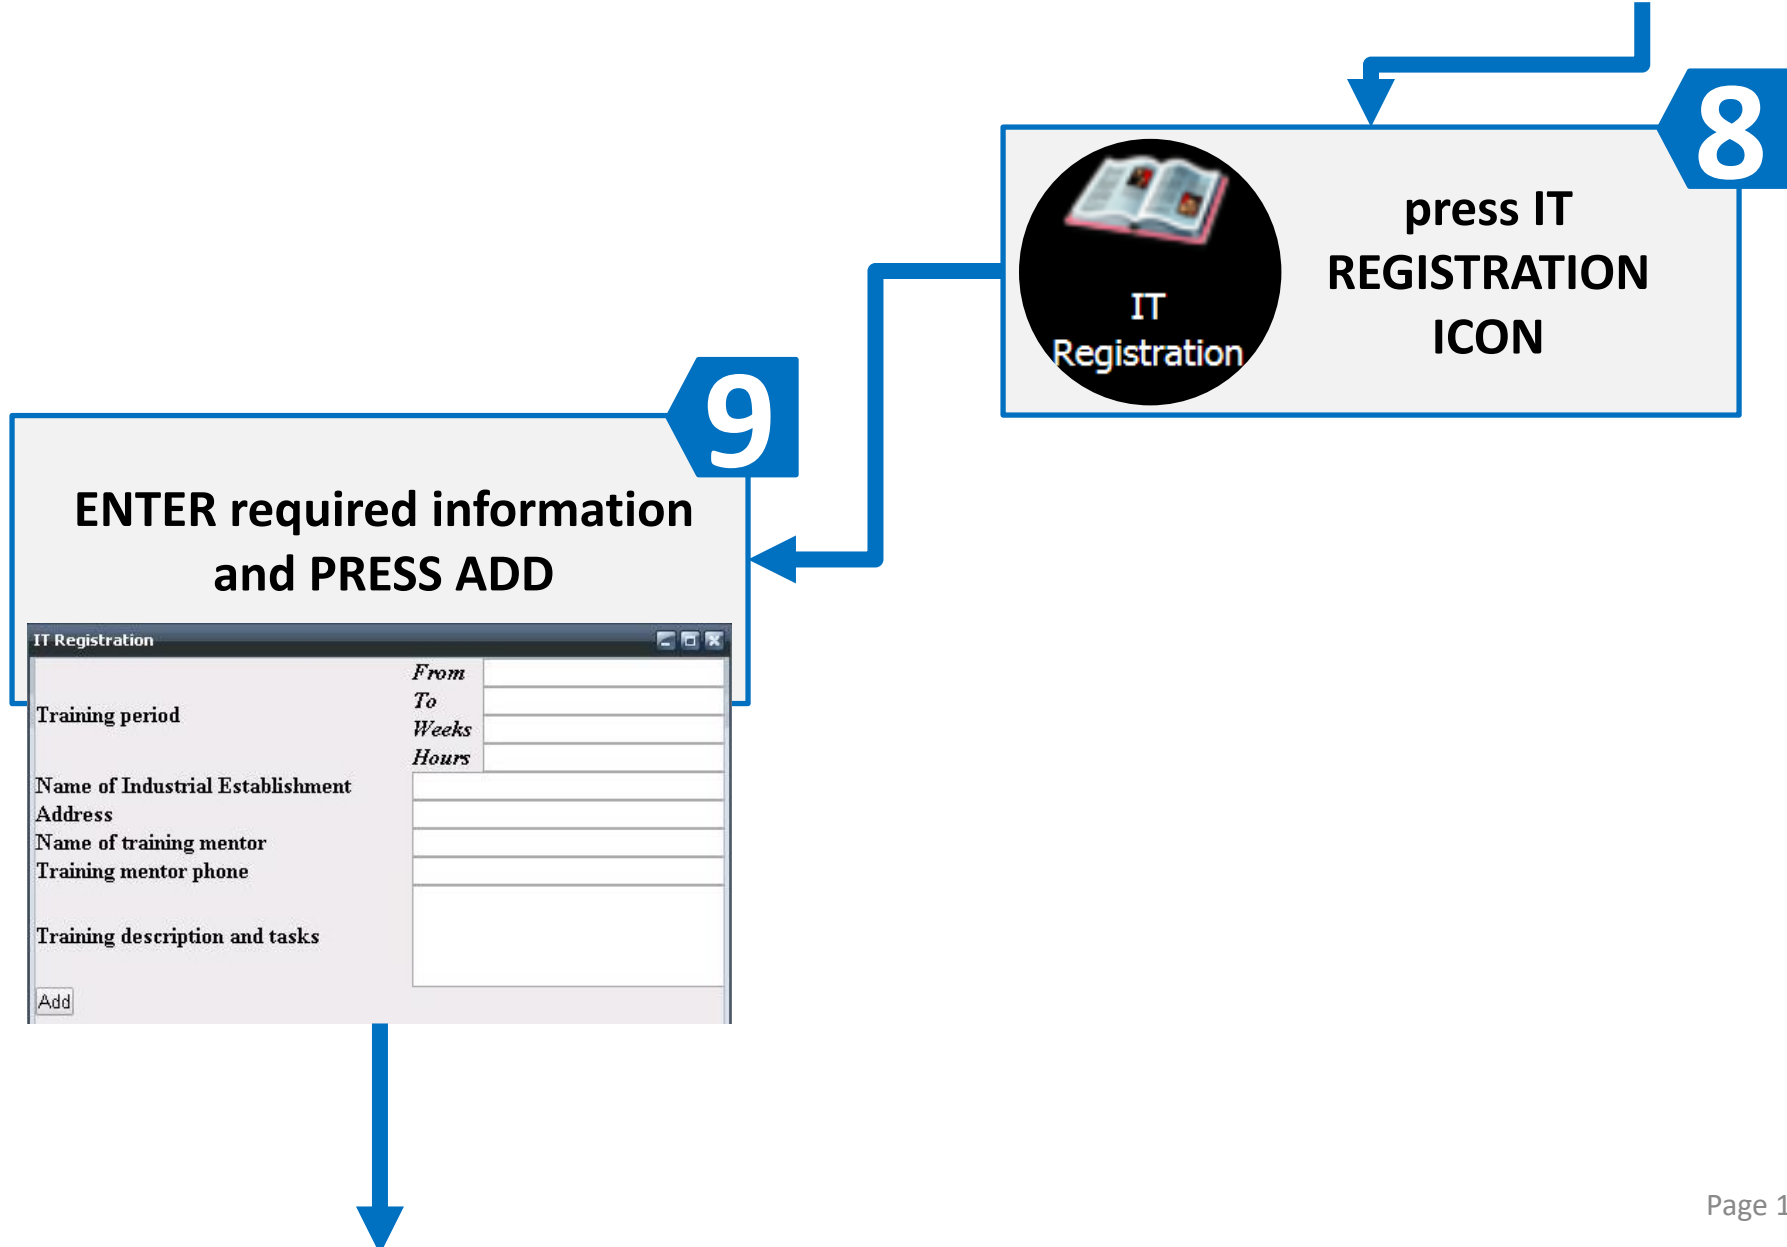 8
press IT
REGISTRATION
ICON
IT
Registration
9
ENTER required information
and PRESS ADD
IT Registration
Training period
From
To
Weeks
Hours
Name of Industrial Establishment
Address
Name of training mentor
Training mentor phone
Training description and tasks
Add
Page 1